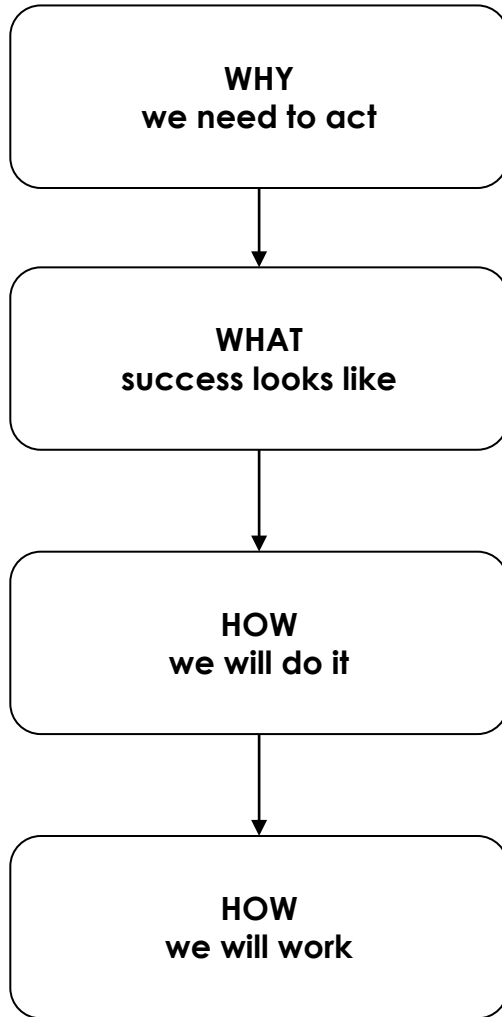 WHY
we need to act
WHAT
success looks like
HOW
we will do it
HOW
we will work